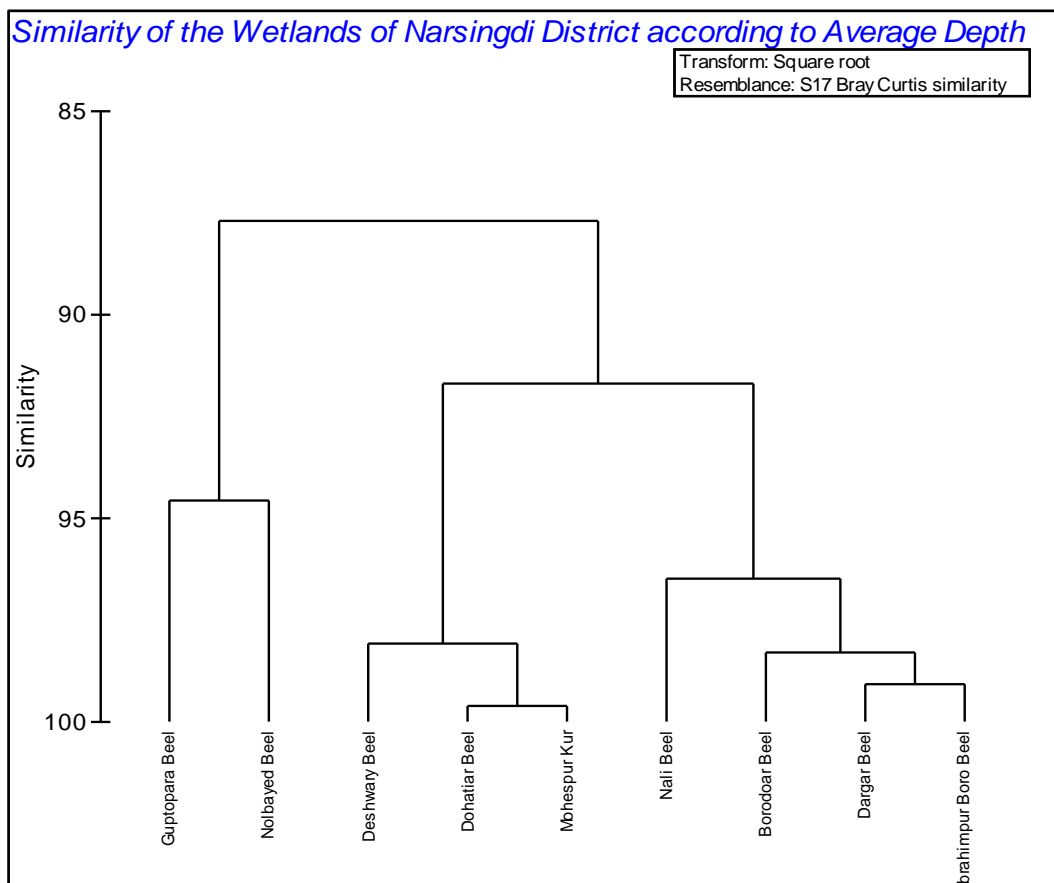 Similarity of the Wetlands of Narsingdi District according to Average Depth
Transform: Square root
Resemblance: S17 Bray Curtis similarity
85
90
95
100
Similarity
Guptopara Beel
Nolbayed Beel
Deshwary Beel
Dohatiar Beel
Mohespur Kur
Nali Beel
Borodoar Beel
Dargar Beel
brahimpur Boro Beel